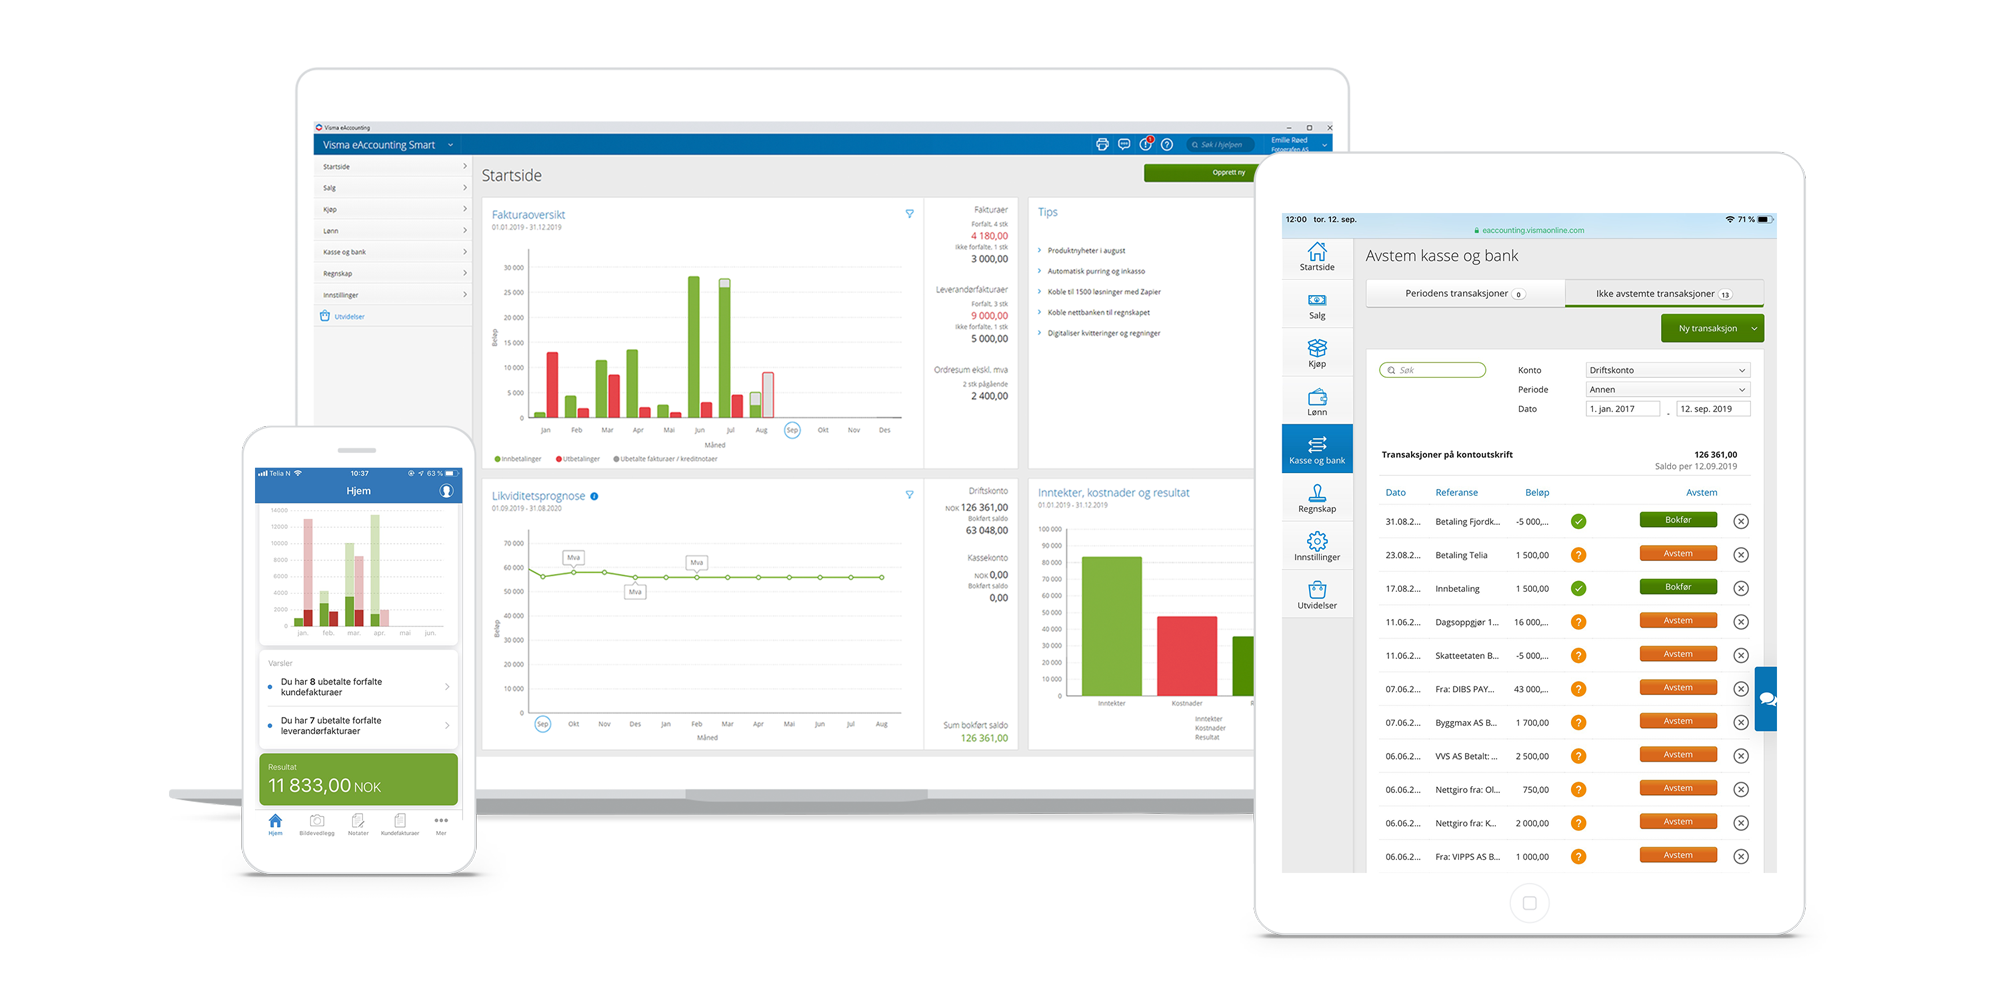 Visma eAccounting
Visma eAccounting Smart
Søk i hjelpen
Emilie Røed
Fotografen AS
1
Startside
Salg
Kjøp
Lønn
Kasse og bank
Regnskap
Innstillinger
Utvidelser
Startside
Opprett ny
Fakturaoversikt
01.01.2019 - 31.12.2019
30 000
25 000
20 000
15 000
10 000
5 000
0
Beløp
Jan Feb Mar Apr Mai Jun Jul Aug Sep Okt Nov Des
Måned
Innbetalinger Utbetalinger Ubetalte fakturaer / kreditnotaer
Fakturaer
Forfalt, 4 stk
4 180,00
Ikke forfalte, 1 stk
3 000,00
Leverandørfakturaer
Forfalt, 3 stk
9 000,00
Ikke forfalte, 1 stk
5 000,00
Ordresum ekskl. mva
2 stk pågående
2 400,00
Tips
Produktnyheter i august
Automatisk purring og inkasso
Koble til 1500 løsninger med Zapier
Koble nettbanken til regnskapet
Digitaliser kvitteringer og regninger
Likviditetsprognose
01.09.2019 - 31.08.2020
70 000
60 000
50 000
40 000
30 000
20 000
10 000
0
Beløp
Mva
Mva
Mva
Sep Okt Nov Des Jan Feb Mar Apr Mai Jun Jul Aug
Måned
Driftskonto
NOK 126 361,00
Bokført saldo
63 048,00
Kassekonto
NOK 0,00
Bokført saldo
0,00
Sum bokført saldo
126 361,00
Inntekter, kostnader og resultat
01.01.2019 - 31.12.2019
100 000
90 000
80 000
70 000
60 000
50 000
40 000
30 000
20 000
10 000
0
Inntekter Kostnader R
Inntekter
Kostnader
Resultat
Telia N 10:37 63 %
Hjem
14000
12000
10000
8000
6000
4000
2000
0
jan. feb. mar. apr. mai jun.
Varsler
Du har 8 ubetalte forfalte
kundefakturaer
Du har 7 ubetalte forfalte
leverandørfakturaer
Resultat
11 833,00 NOK
Hjem Bildevedlegg Notater Kundefakturaer Mer
12:00 tor. 12. sep. 71 %
eaccounting.vismaonline.com
Startside
Salg
Kjøp
Lønn
Kasse og bank
Regnskap
Innstillinger
Utvidelser
Avstem kasse og bank
Periodens transaksjoner 0
Ikke avstemte transaksjoner 13
Ny transaksjon
Søk
Konto Driftskonto
Periode Annen
Dato 1. jan. 2017 - 12. sep. 2019
Transaksjoner på kontoutskrift 126 361,00
Saldo per 12.09.2019
Dato Referanse Beløp Avstem
31.08.2... Betaling Fjordk... -5 000,... Bokfør
23.08.2... Betaling Telia 1 500,00 ? Avstem
17.08.2... Innbetaling 1 500,00 Bokfør
11.06.2... Dagsoppgjør 1... 16 000,... ? Avstem
11.06.2... Skatteetaten B... -5 000,... ? Avstem
07.06.2... Fra: DIBS PAY... 43 000,... ? Avstem
07.06.2... Byggmax AS B... 1 700,00 ? Avstem
06.06.2... VVS AS Betalt: ... 2 500,00 ? Avstem
06.06.2... Nettgiro fra: Ol... 750,00 ? Avstem
06.06.2... Nettgiro fra: K... 2 000,00 ? Avstem
06.06.2... Fra: VIPPS AS B... 1 000,00 ? Avstem